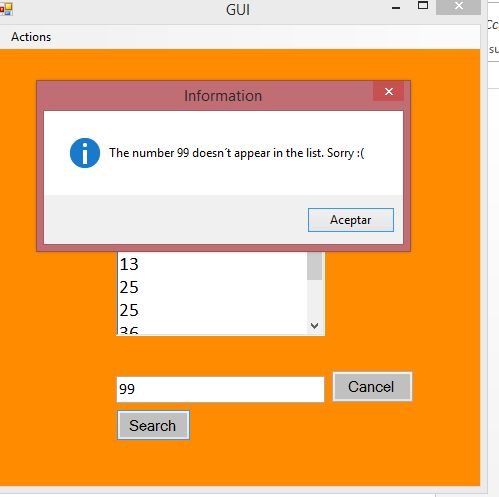 GUI
Actions
Information
The number 99 doesn´t appear in the list. Sorry :(
Aceptar
13
25
25
36
99
Cancel
Search